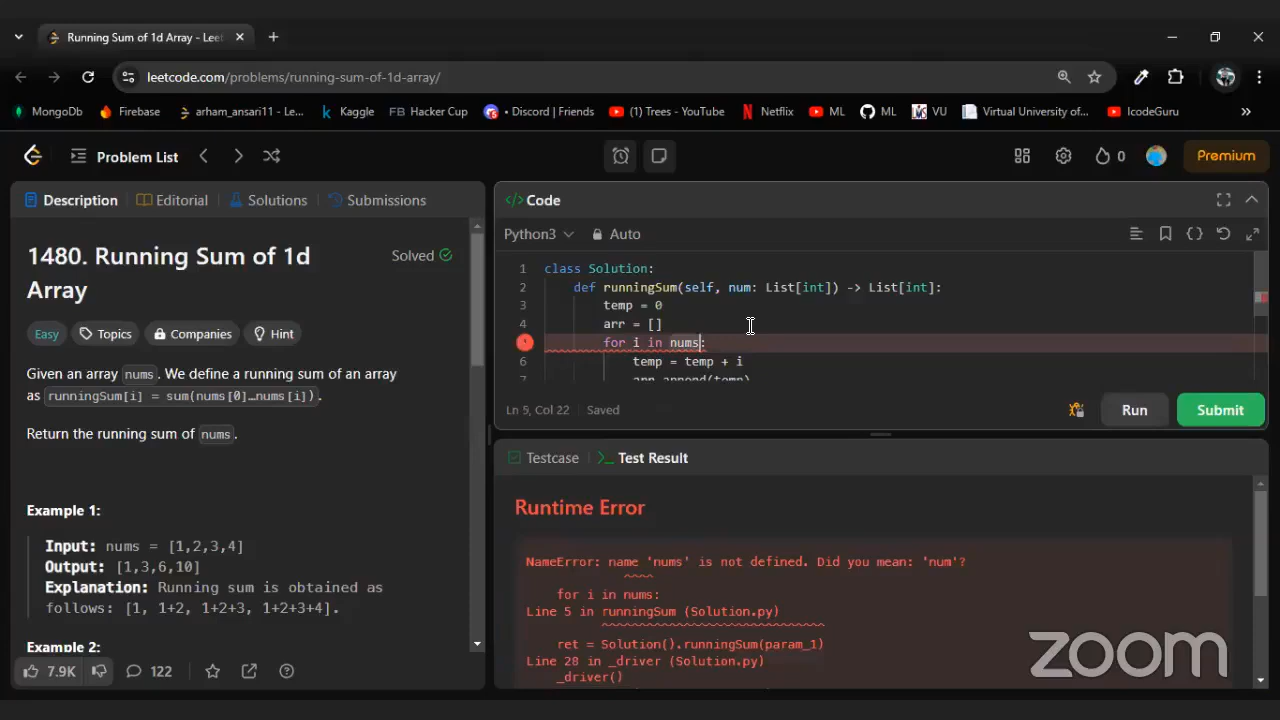 Running Sum of 1d Array - Leet
leetcode.com/problems/running-sum-of-1d-array/
MongoDb Firebase arham_ansari11 - Le... Kaggle FB Hacker Cup • Discord | Friends (1) Trees - YouTube Netflix ML ML VU Virtual University of... IcodeGuru »
Problem List 0 Premium
Description Editorial Solutions Submissions
1480. Running Sum of 1d Array
Solved
Easy Topics Companies Hint
Given an array nums. We define a running sum of an array
as runningSum[i] = sum(nums[0]…nums[i]).
Return the running sum of nums.
Example 1:
Input: nums = [1,2,3,4]
Output: [1,3,6,10]
Explanation: Running sum is obtained as
follows: [1, 1+2, 1+2+3, 1+2+3+4].
Example 2:
7.9K 122
</>Code
Python3 Auto
1 class Solution:
2 def runningSum(self, num: List[int]) -> List[int]:
3 temp = 0
4 arr = []
for i in nums:
6 temp = temp + i
7 arr.append(temp)
Ln 5, Col 22 Saved
Run Submit
Testcase >_ Test Result
Runtime Error
NameError: name 'nums' is not defined. Did you mean: 'num'?
^^^^
for i in nums:
Line 5 in runningSum (Solution.py)
^^^^^^^^^^^^^^^^^^^^^^^^^^^^^
ret = Solution().runningSum(param_1)
Line 28 in _driver (Solution.py)
_driver()
zoom